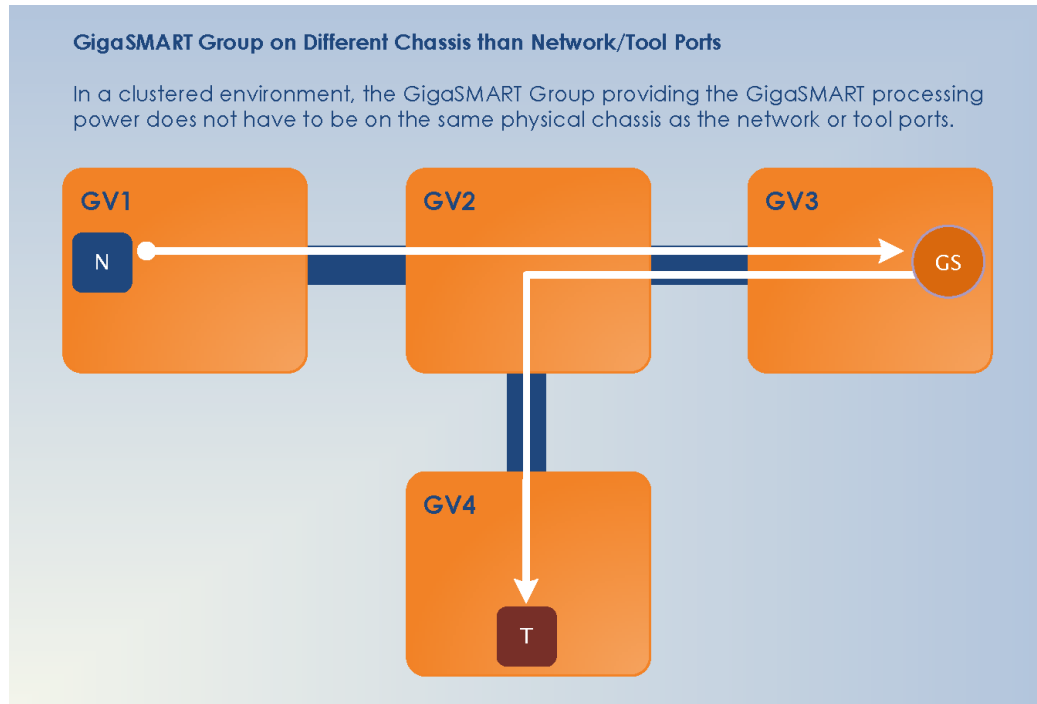 GigaSMART Group on Different Chassis than Network/Tool Ports
In a clustered environment, the GigaSMART Group providing the GigaSMART processing
power does not have to be on the same physical chassis as the network or tool ports.
GV1
GV2
GV3
N
GS
GV4
T